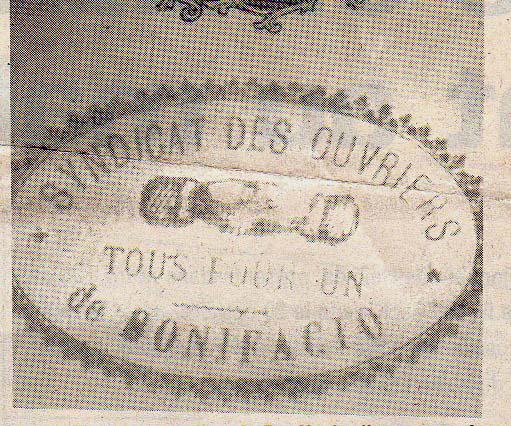 SYNDICAT DES OUVRIERS
TOUS POUR UN
de BONIFACIO